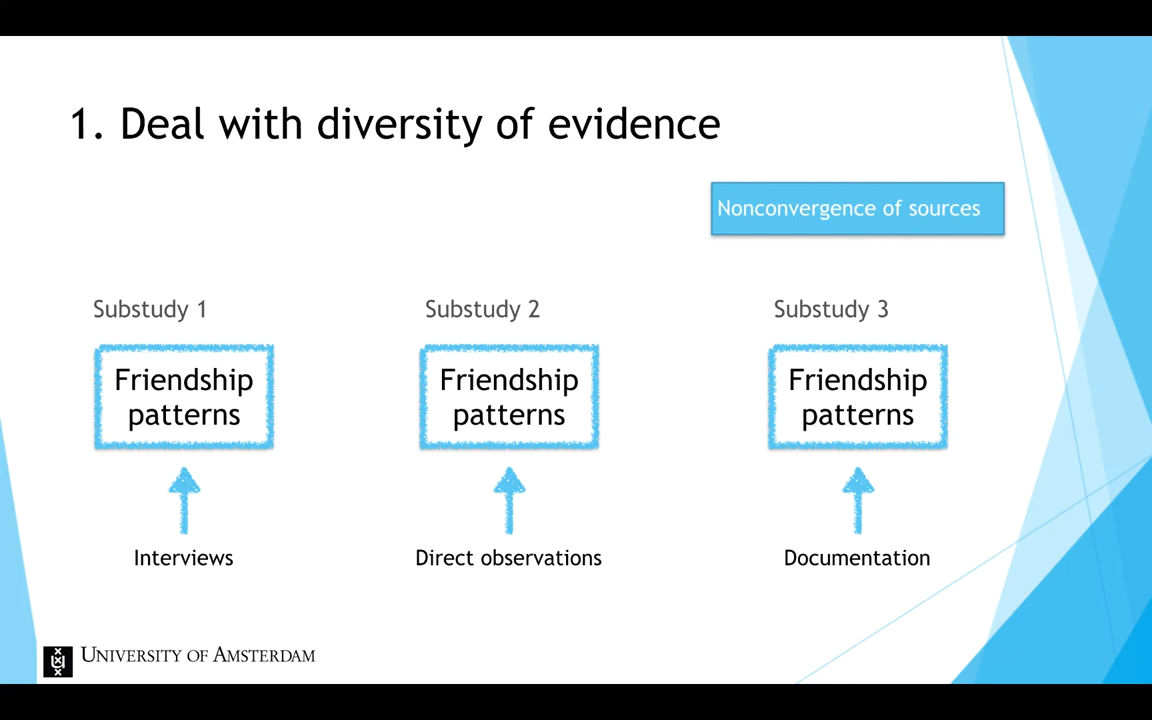 1. Deal with diversity of evidence
Nonconvergence of sources
Substudy 1
Substudy 2
Substudy 3
Friendship
patterns
Friendship
patterns
Friendship
patterns
Interviews
Direct observations
Documentation
UNIVERSITY OF AMSTERDAM